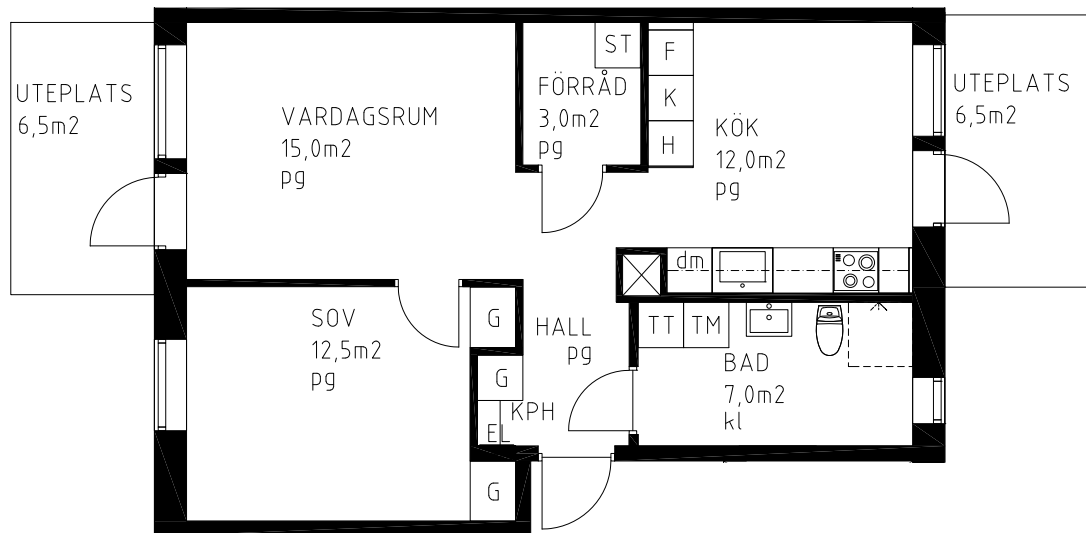 UTEPLATS
6,5m2
VARDAGSRUM
15,0m2
pg
ST
FÖRRÅD
3,0m2
pg
F
K
H
KÖK
12,0m2
pg
UTEPLATS
6,5m2
dm
SOV
12,5m2
pg
G
HALL
pg
TT
TM
BAD
7,0m2
kl
G
KPH
EL
G